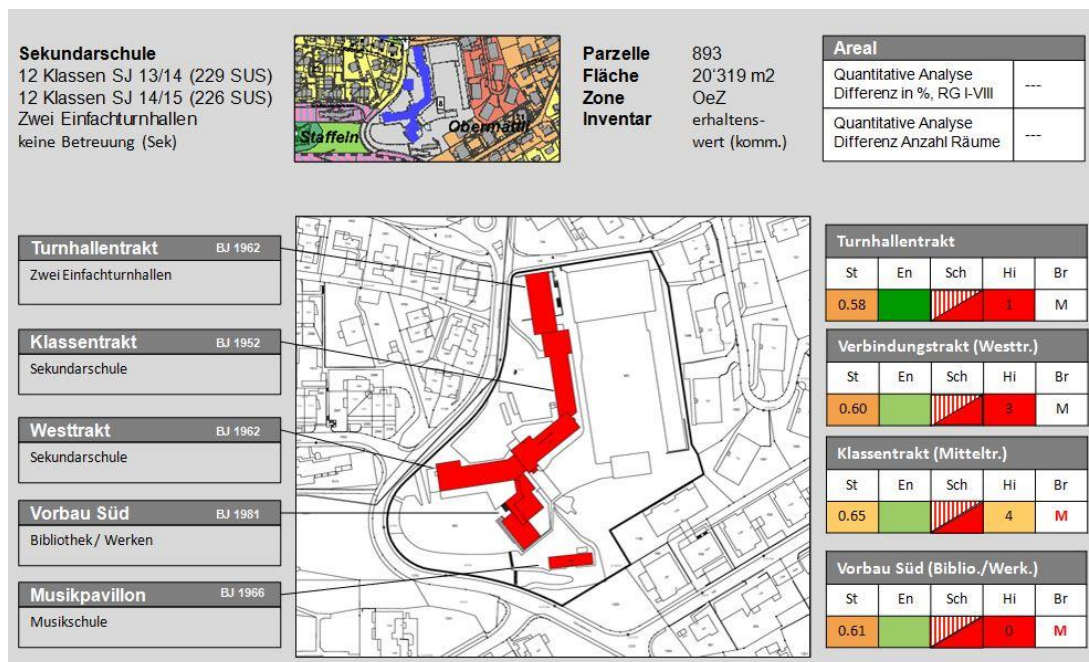 Sekundarschule
12 Klassen SJ 13/14 (229 SUS)
12 Klassen SJ 14/15 (226 SUS)
Zwei Einfachturnhallen
keine Betreuung (Sek)
Staffeln
Obermattli
Parzelle 893
Fläche 20'319 m2
Zone OeZ
Inventar erhaltens-
wert (komm.)
Areal
Quantitative Analyse
Differenz in %, RG I-VIII ---
Quantitative Analyse
Differenz Anzahl Räume ---
Turnhallentrakt BJ 1962
Zwei Einfachturnhallen
Klassentrakt BJ 1952
Sekundarschule
Westtrakt BJ 1962
Sekundarschule
Vorbau Süd BJ 1981
Bibliothek/ Werken
Musikpavillon BJ 1966
Musikschule
Turnhallentrakt
St En Sch Hi Br
0.58 1 M
Verbindungstrakt (Westtr.)
St En Sch Hi Br
0.60 3 M
Klassentrakt (Mitteltr.)
St En Sch Hi Br
0.65 4 M
Vorbau Süd (Biblio./Werk.)
St En Sch Hi Br
0.61 0 M